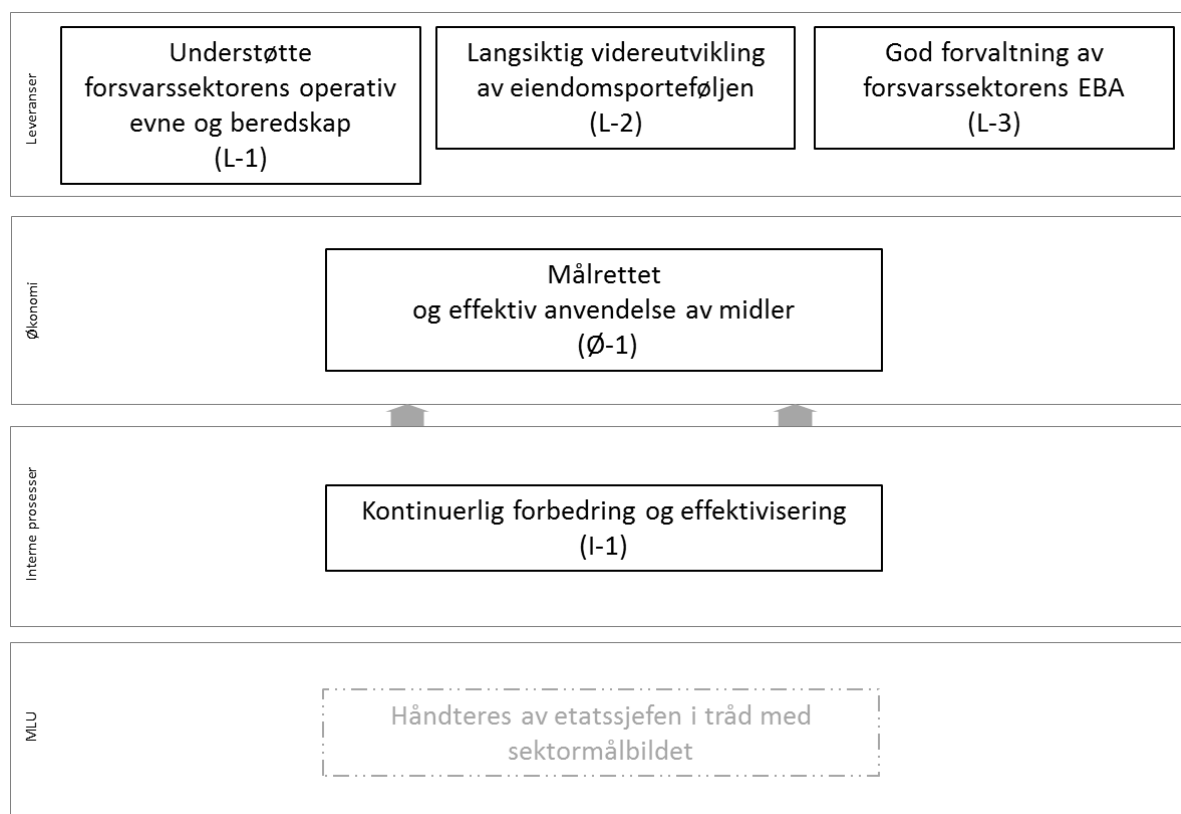 Leveranser
Understøtte
forsvarssektorens operativ
evne og beredskap
(L-1)
Langsiktig videreutvikling
av eiendomsporteføljen
(L-2)
God forvaltning av
forsvarssektorens EBA
(L-3)
Økonomi
Målrettet
og effektiv anvendelse av midler
(Ø-1)
Interne prosesser
Kontinuerlig forbedring og effektivisering
(I-1)
MLU
Håndteres av etatssjefen i tråd med
sektormålbildet